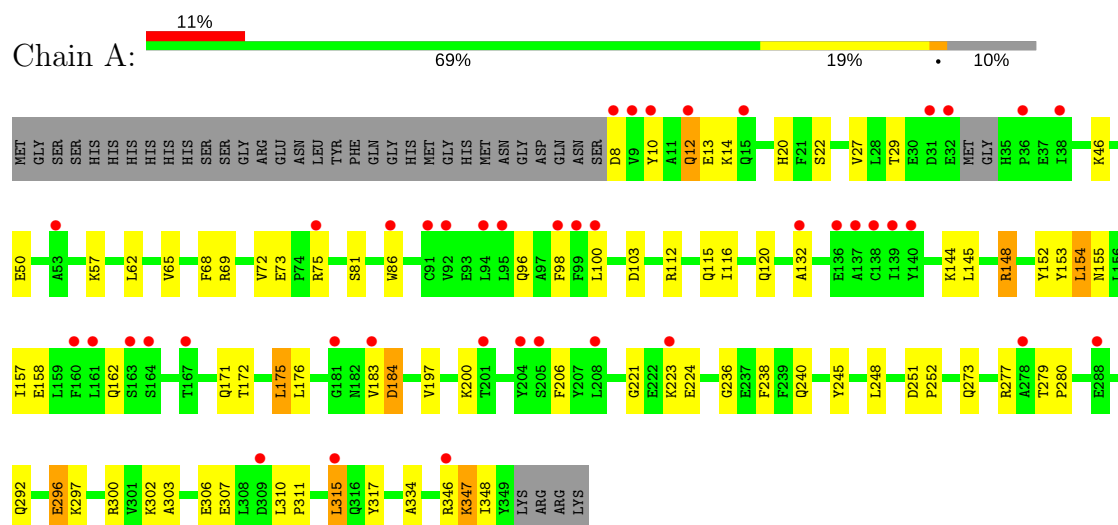 11%
Chain A:
69% 19% • 10%
MET GLY SER SER HIS HIS HIS HIS HIS HIS SER SER GLY ARG GLU ASN LEU TYR PHE GLN GLY HIS MET ASN GLY ASP GLN ASN SER D8 V9 Y10 A11 Q12 E13 K14 Q15 H20 F21 S22 V27 L28 T29 E30 D31 E32 MET GLY H35 P36 E37 I38 K46
E50 A53 K57 L62 V65 F68 R69 V72 E73 P74 R75 S81 W86 C91 V92 E93 L94 L95 Q96 A97 F98 F99 L100 D103 R112 Q115 I116 Q120 A132 E136 A137 C138 I139 Y140 K144 L145 R148 Y152 Y153 L154 N155 L156
I157 E158 L159 F160 L161 Q162 S163 S164 T167 Q171 T172 L175 L176 G181 N182 V183 D184 V197 K200 T201 Y204 S205 F206 Y207 L208 G221 E222 K223 E224 G236 E237 F238 F239 Q240 Y245 L248 D251 P252 Q273 R277 A278 T279 P280 E288
Q292 E296 K297 R300 V301 K302 A303 E306 E307 L308 D309 L310 P311 L315 Q316 Y317 A334 R346 K347 I348 Y349 LYS ARG ARG LYS